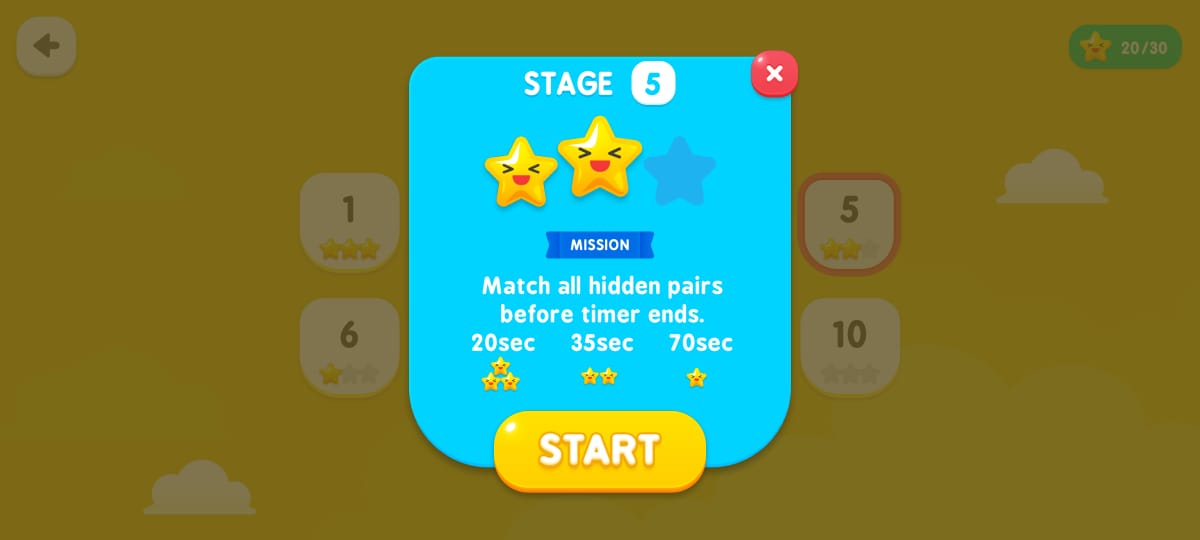 20/30
STAGE 5
1
5
MISSION
Match all hidden pairs
before timer ends.
20sec 35sec 70sec
6
10
START